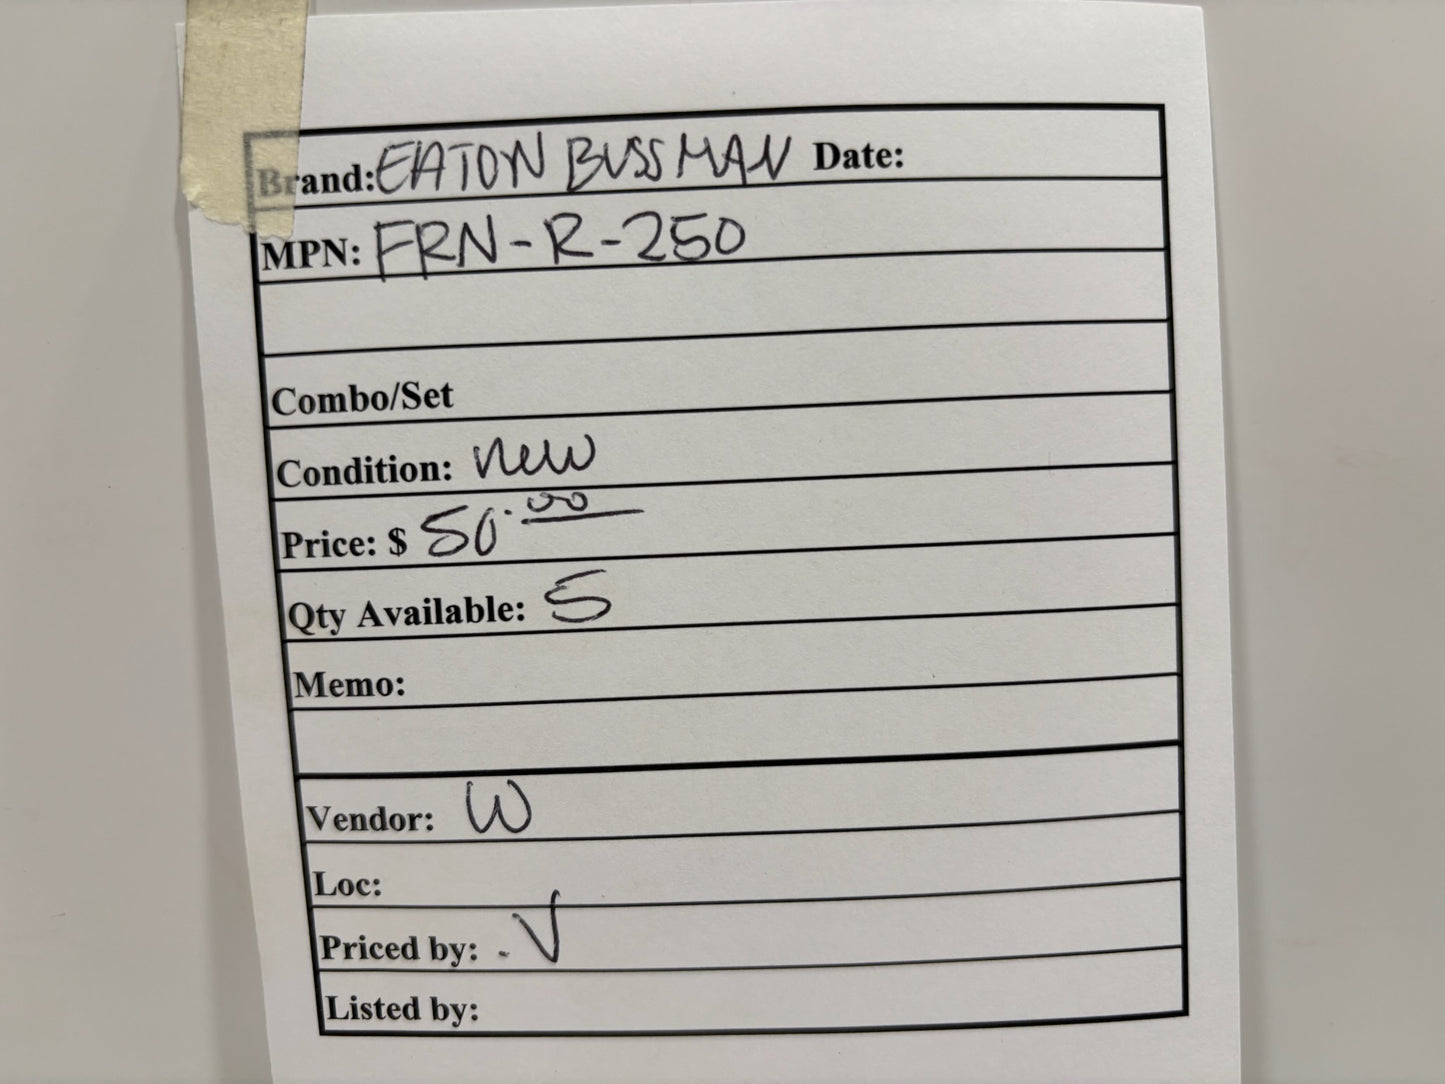 Brand: EATON BUSSMAN Date:
MPN: FRN-R-250
Combo/Set
Condition: new
Price: $ 50.00
Qty Available: 5
Memo:
Vendor: W
Loc:
Priced by: . V
Listed by: